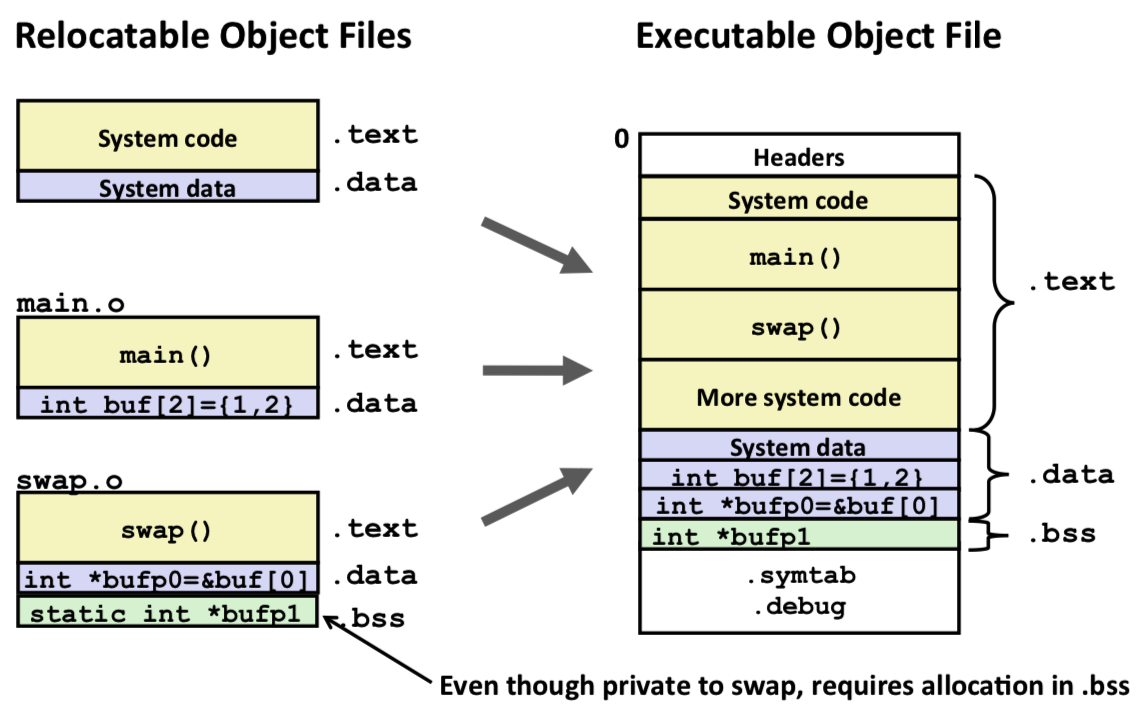 Relocatable Object Files
System code
.text
System data
.data
main.o
main()
.text
int buf[2]={1,2}
.data
swap.o
swap()
.text
int *bufp0=&buf[0]
.data
static int *bufp1
.bss
Executable Object File
0
Headers
System code
main()
swap()
More system code
.text
System data
int buf[2]={1,2}
int *bufp0=&buf[0]
.data
int *bufp1
.bss
.symtab
.debug
Even though private to swap, requires allocation in .bss